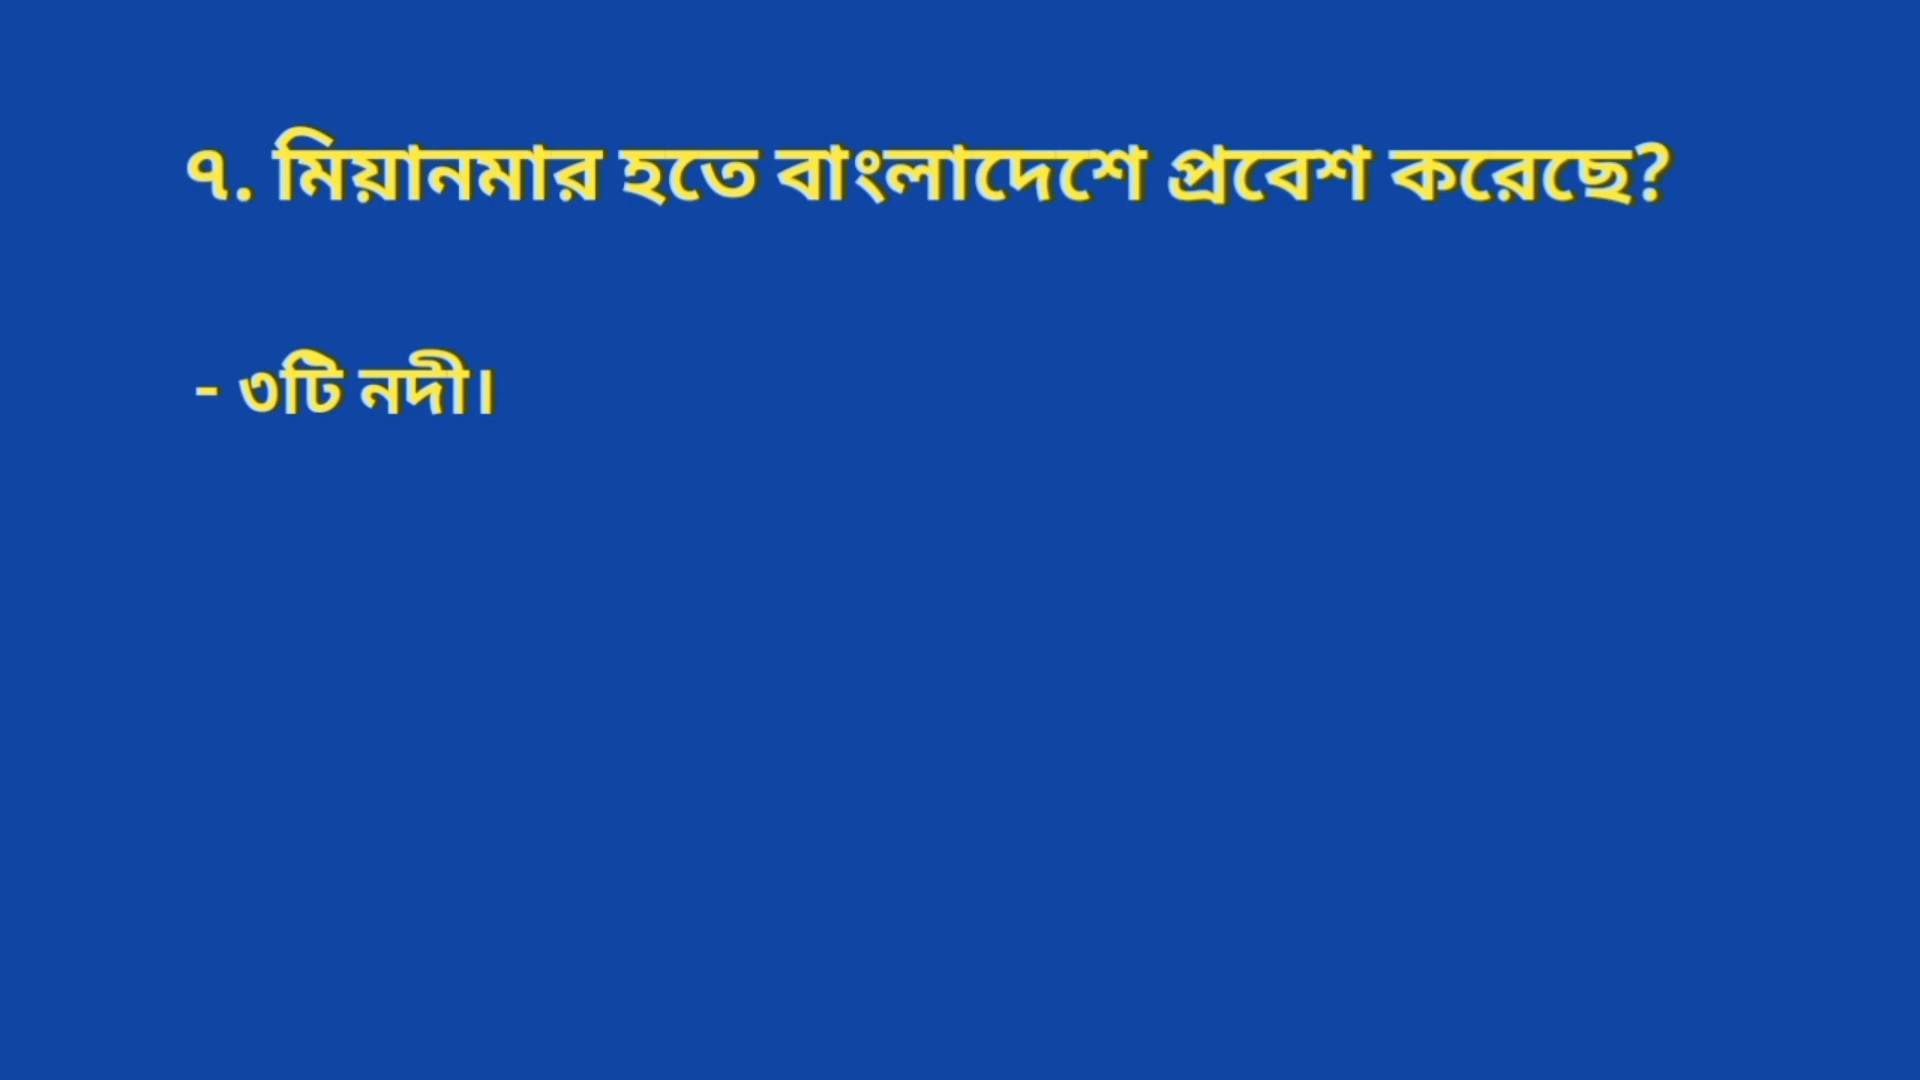 ৭. মিয়ানমার হতে বাংলাদেশে প্রবেশ করেছে?
- ৩টি নদী।